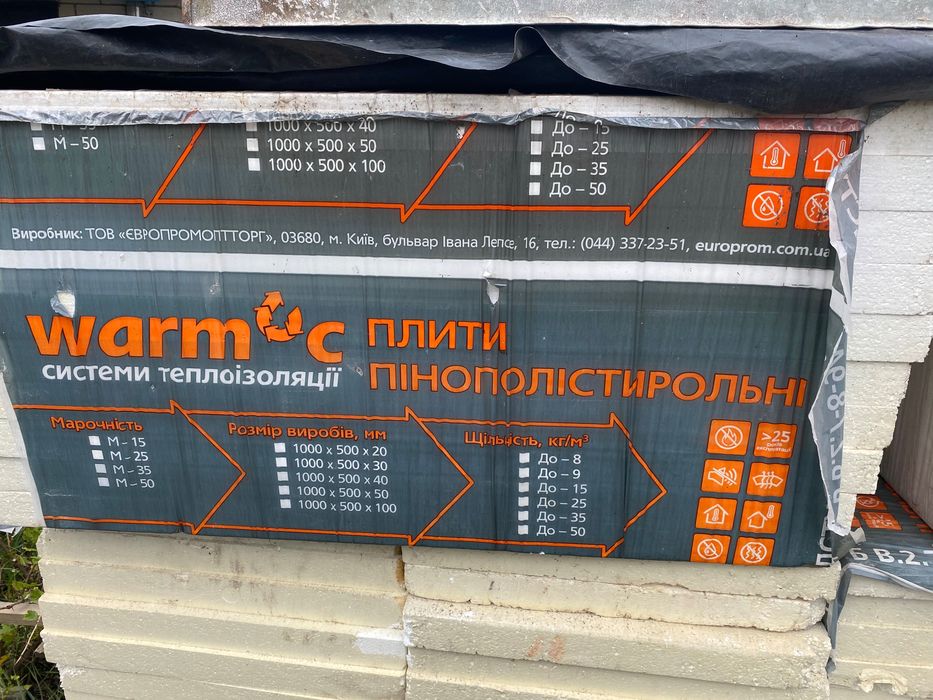 М – 50
1000 x 500 x 40
1000 x 500 x 50
1000 x 500 x 100
До – 15
До – 25
До – 35
До – 50
Виробник: ТОВ «ЄВРОПРОМОПТТОРГ», 03680, м. Київ, бульвар Івана Лепсе, 16, тел.: (044) 337-23-51, europrom.com.ua
warm c
системи теплоізоляції
ПЛИТИ
ПІНОПОЛІСТИРОЛЬНІ
Марочність
М – 15
М – 25
М – 35
М – 50
Розмір виробів, мм
1000 x 500 x 20
1000 x 500 x 30
1000 x 500 x 40
1000 x 500 x 50
1000 x 500 x 100
Щільність, кг/м³
До – 8
До – 9
До – 15
До – 25
До – 35
До – 50
>25
років
експлуатації
Б В.2.